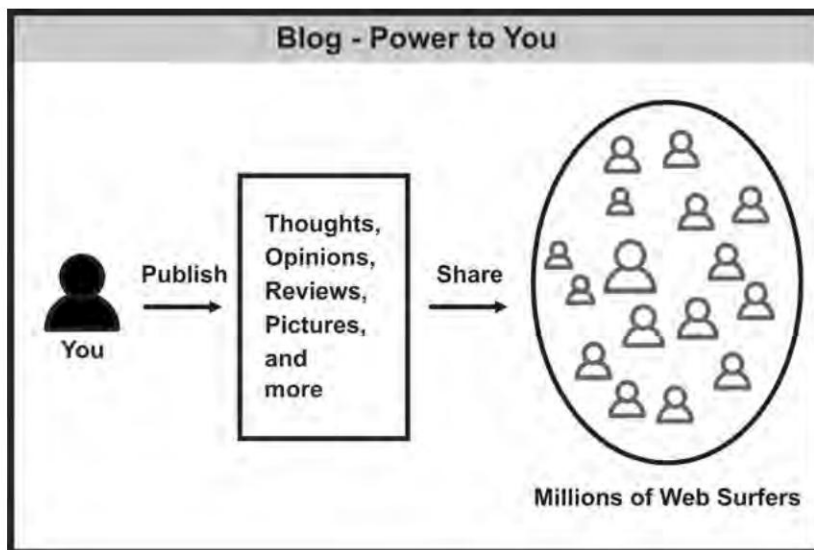 Blog - Power to You
You
Publish
Thoughts,
Opinions,
Reviews,
Pictures,
and
more
Share
Millions of Web Surfers